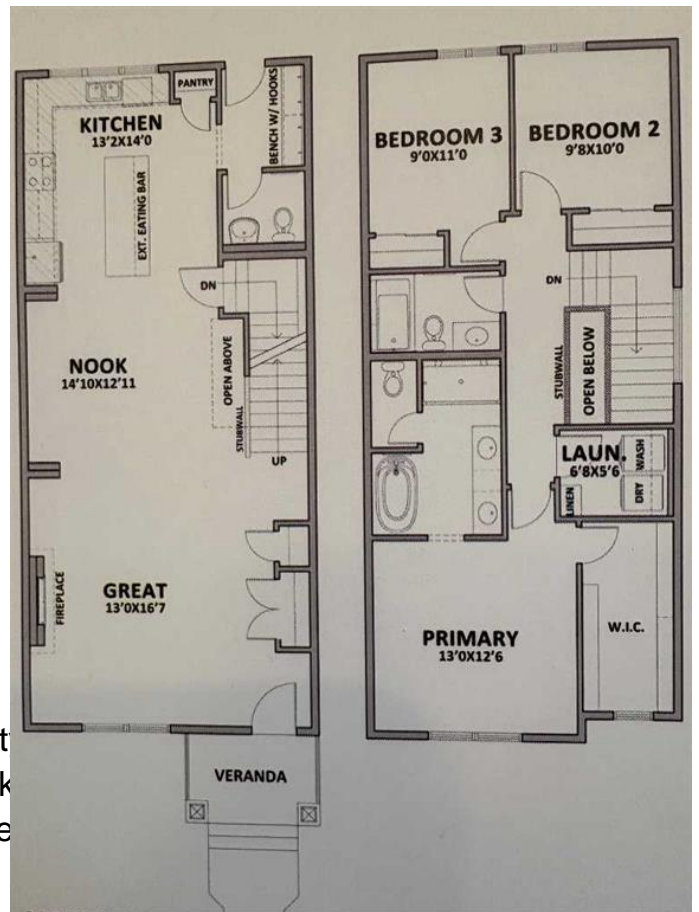 PANTRY
KITCHEN
13'2X14'0
BENCH W/ HOOKS
EXT. EATING BAR
DN
NOOK
14'10X12'11
OPEN ABOVE
STUBWALL
UP
GREAT
13'0X16'7
FIREPLACE
VERANDA
BEDROOM 3
9'0X11'0
BEDROOM 2
9'8X10'0
DN
STUBWALL
OPEN BELOW
LAUN.
6'8X5'6
WASH
DRY
LINEN
PRIMARY
13'0X12'6
W.I.C.